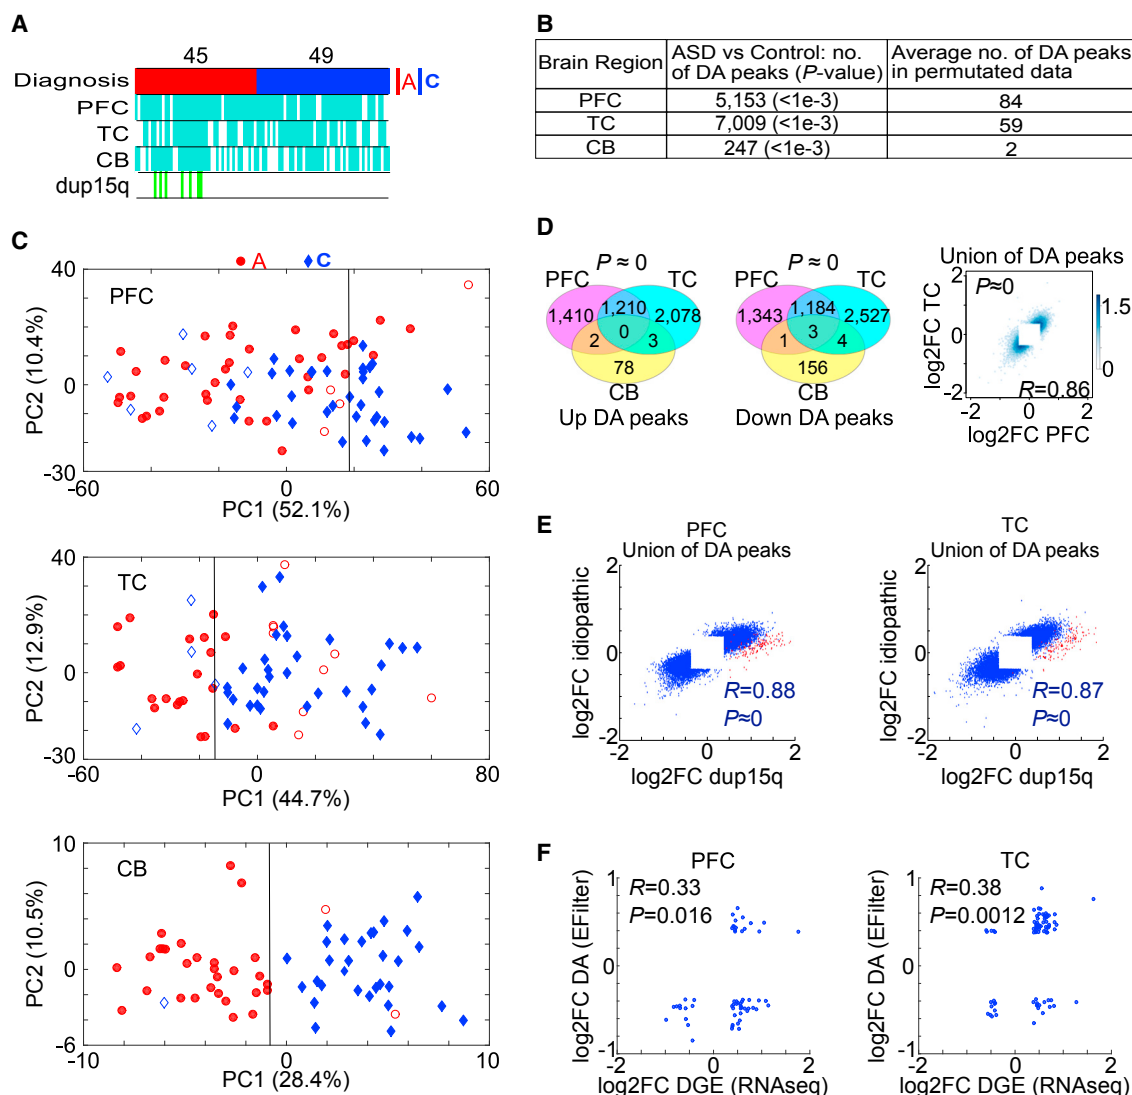 A
45 49
Diagnosis
A C
PFC
TC
CB
dup15q
B
Brain Region
ASD vs Control: no. of DA peaks (P-value)
Average no. of DA peaks in permutated data
PFC 5,153 (<1e-3) 84
TC 7,009 (<1e-3) 59
CB 247 (<1e-3) 2
C
A C
PFC
40
0
-30
-60 0 60
PC2 (10.4%)
PC1 (52.1%)
TC
40
0
-30
-60 0 80
PC2 (12.9%)
PC1 (44.7%)
CB
10
0
-6
-10 0 10
PC2 (10.5%)
PC1 (28.4%)
D
P ≈ 0
PFC TC
1,410 1,210 2,078
0
2 3
78
CB
Up DA peaks
P ≈ 0
PFC TC
1,343 1,184 2,527
3
1 4
156
CB
Down DA peaks
Union of DA peaks
2
P≈0
0
-2
R=0.86
-2 0 2
log2FC TC
log2FC PFC
1.5
0
E
PFC
Union of DA peaks
2
0
-2
R=0.88
P≈0
-2 0 2
log2FC idiopathic
log2FC dup15q
TC
Union of DA peaks
2
0
-2
R=0.87
P≈0
-2 0 2
log2FC idiopathic
log2FC dup15q
F
PFC
1
R=0.33
P=0.016
0
-1
-2 0 2
log2FC DA (EFilter)
log2FC DGE (RNAseq)
TC
1
R=0.38
P=0.0012
0
-1
-2 0 2
log2FC DA (EFilter)
log2FC DGE (RNAseq)